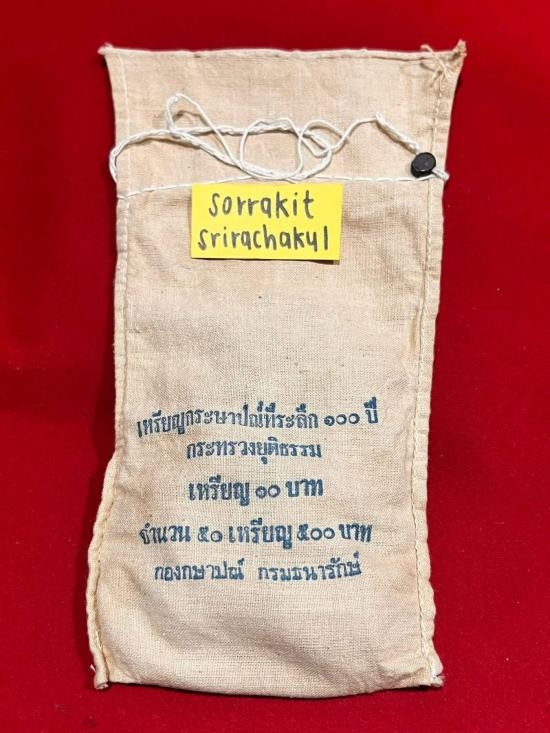 sorrakit
srirachakul
เหรียญกระษาปณ์ที่ระลึก ๑๐๐ ปี
กระทรวงยุติธรรม
เหรียญ ๑๐ บาท
จำนวน ๕๐ เหรียญ ๕๐๐ บาท
กองกษาปณ์ กรมธนารักษ์